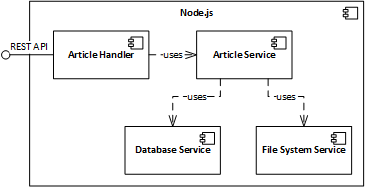 Node.js
REST API
Article Handler
-uses
Article Service
-uses
-uses
Database Service
File System Service